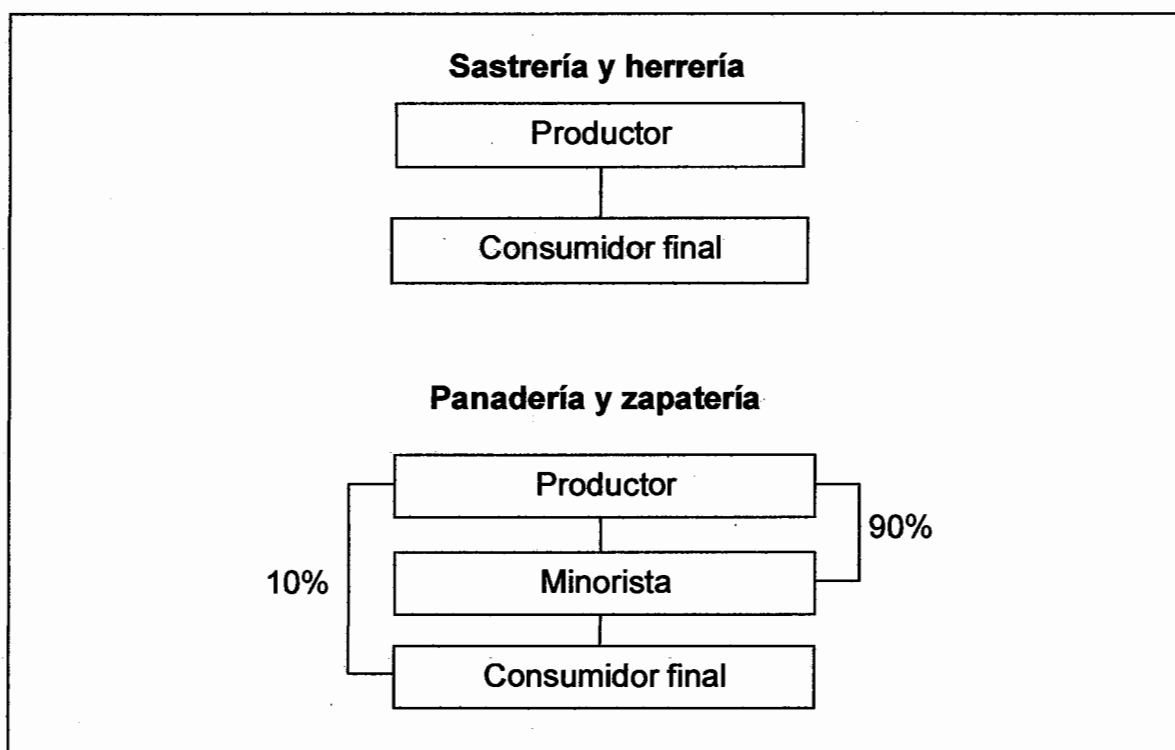 Sastrería y herrería
Productor
Consumidor final
Panadería y zapatería
Productor
90%
Minorista
10%
Consumidor final